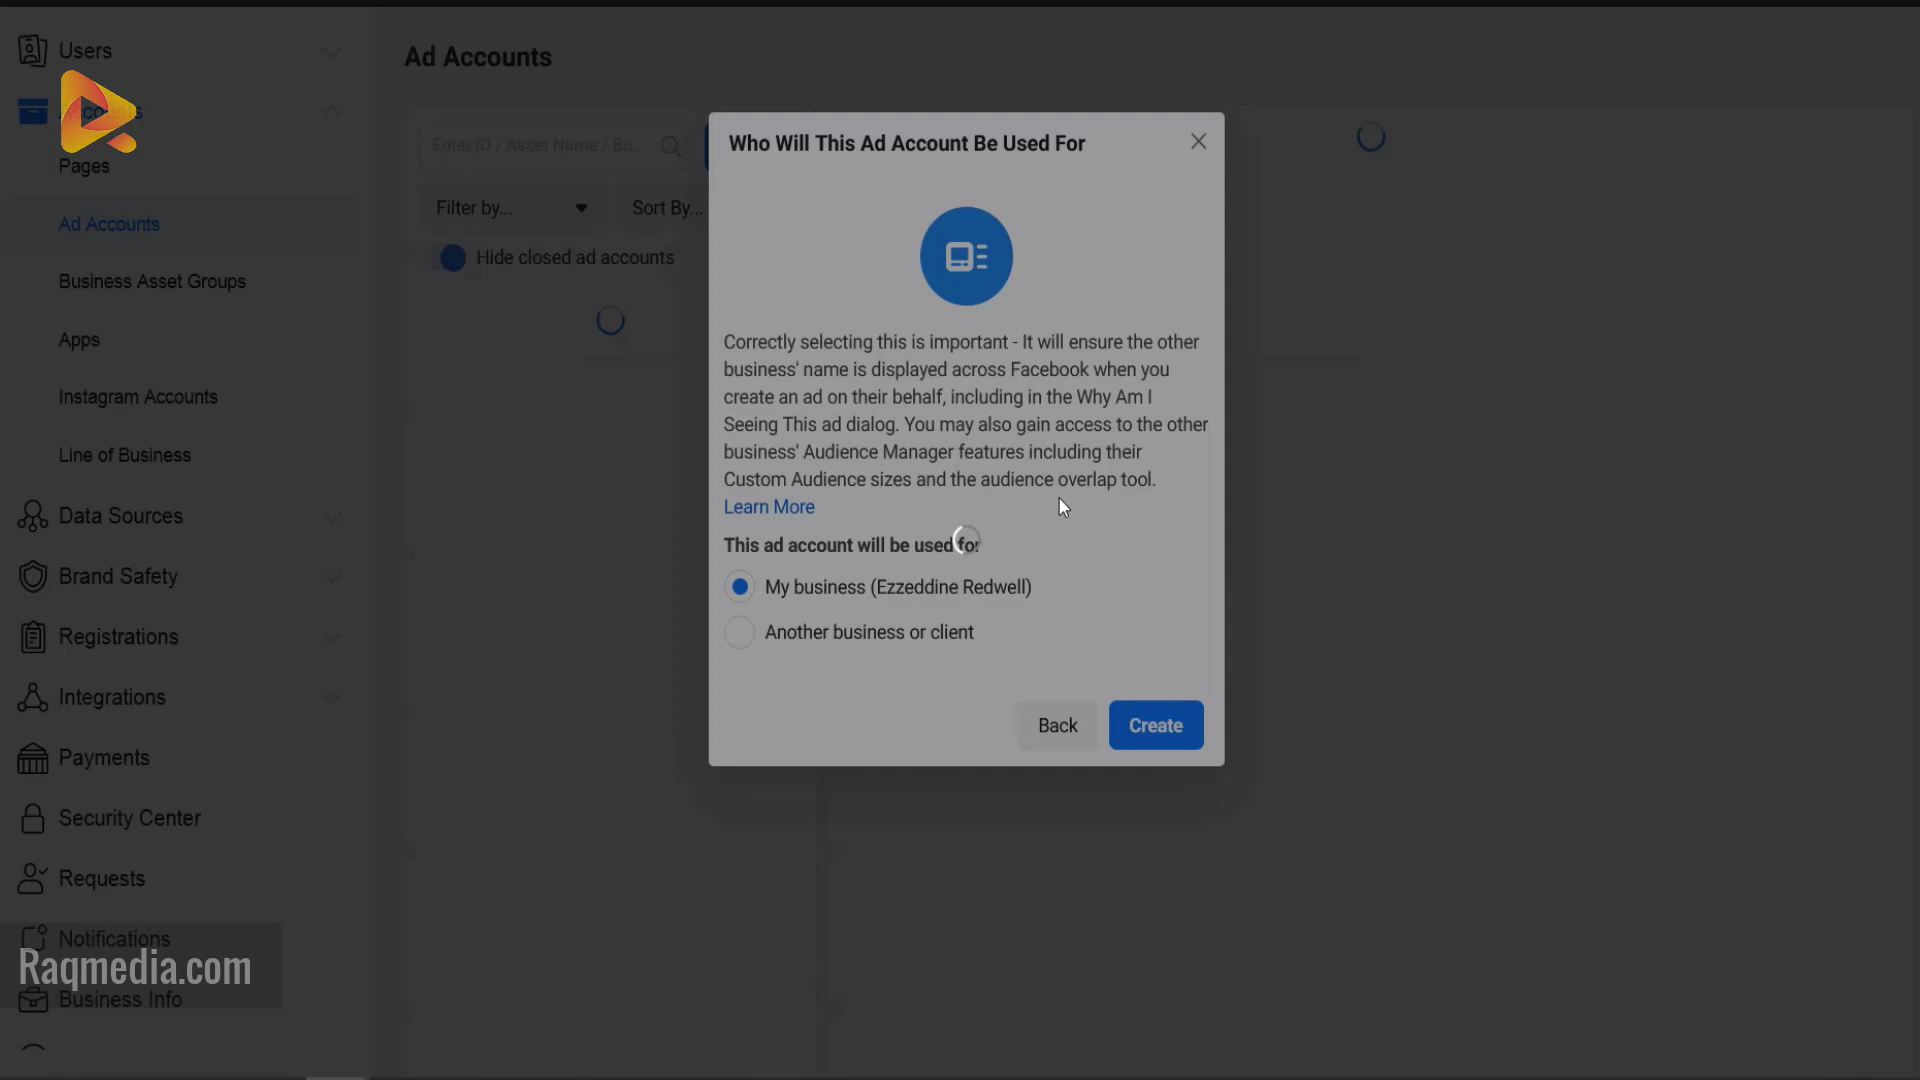 Users
Ad Accounts
Accounts
Who Will This Ad Account Be Used For
Enter ID / Asset Name / Bu...
Pages
Filter by...
Sort By...
Ad Accounts
Hide closed ad accounts
Business Asset Groups
Apps
Instagram Accounts
Line of Business
Data Sources
Brand Safety
Registrations
Integrations
Payments
Security Center
Requests
Notifications
Raqmedia.com
Business Info
Correctly selecting this is important - It will ensure the other
business' name is displayed across Facebook when you
create an ad on their behalf, including in the Why Am I
Seeing This ad dialog. You may also gain access to the other
business' Audience Manager features including their
Custom Audience sizes and the audience overlap tool.
Learn More
This ad account will be used for
My business (Ezzeddine Redwell)
Another business or client
Back
Create